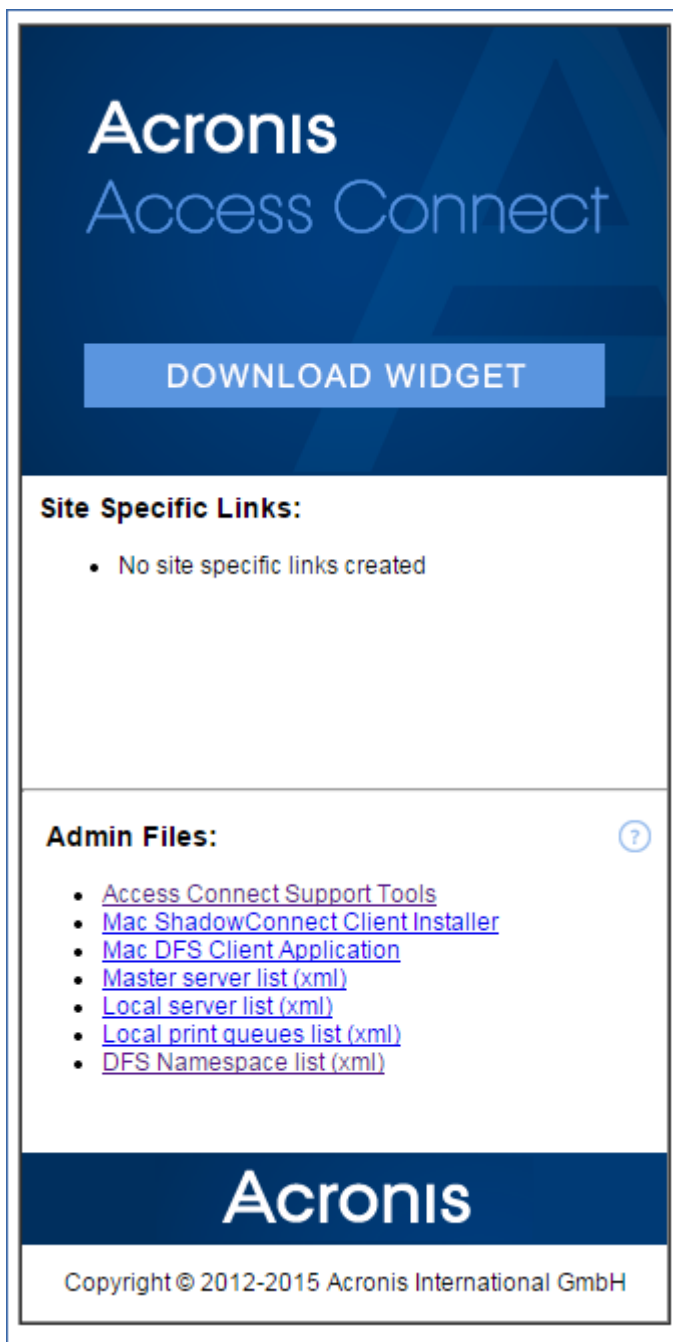 Acronis
Access Connect
DOWNLOAD WIDGET
Site Specific Links:
• No site specific links created
Admin Files:
?
• Access Connect Support Tools
• Mac ShadowConnect Client Installer
• Mac DFS Client Application
• Master server list (xml)
• Local server list (xml)
• Local print queues list (xml)
• DFS Namespace list (xml)
Acronis
Copyright © 2012-2015 Acronis International GmbH